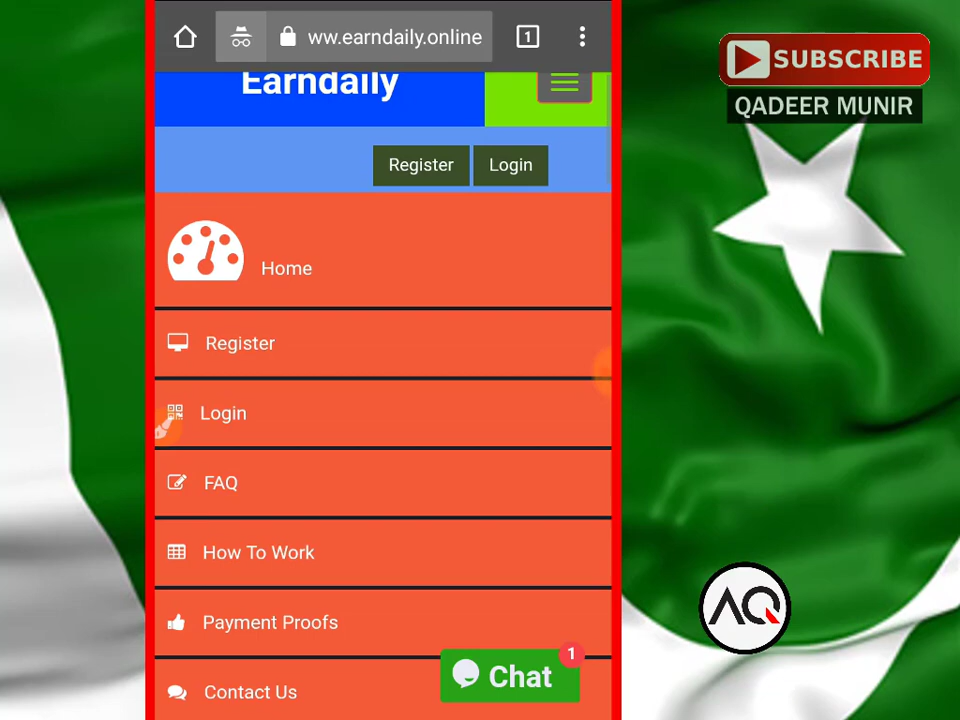 ww.earndaily.online
1
SUBSCRIBE
QADEER MUNIR
Earndaily
Register
Login
Home
Register
Login
FAQ
How To Work
Payment Proofs
Contact Us
Chat
1
AQ